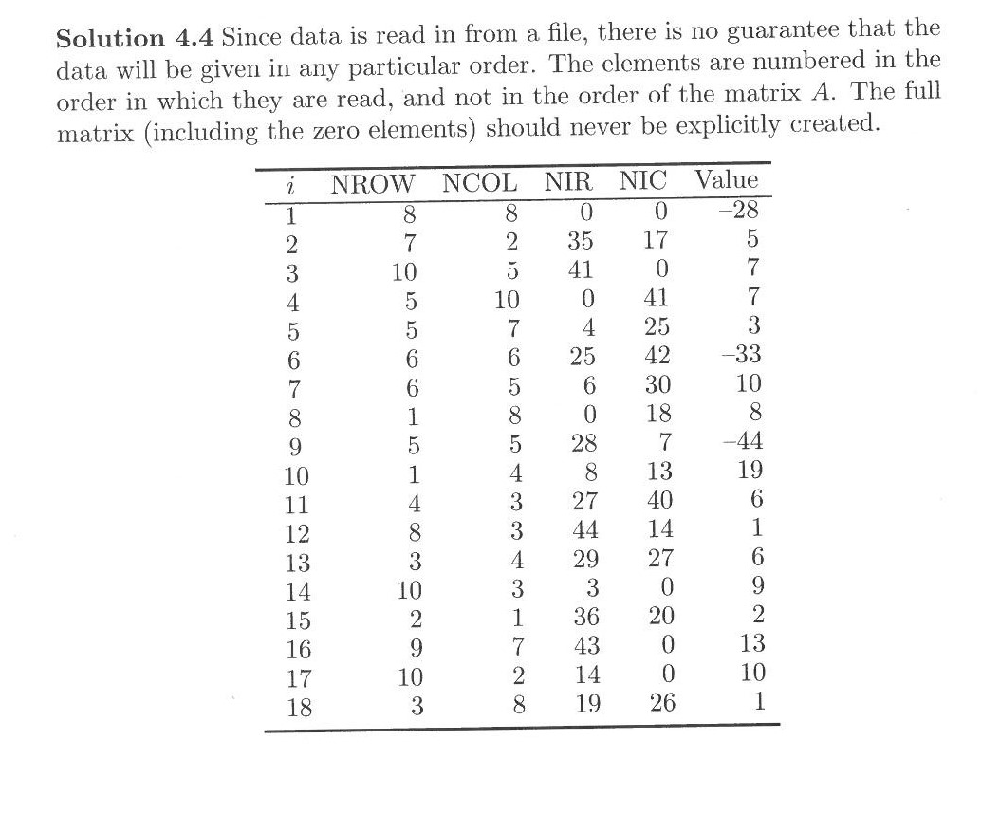 Solution 4.4 Since data is read in from a file, there is no guarantee that the
data will be given in any particular order. The elements are numbered in the
order in which they are read, and not in the order of the matrix A. The full
matrix (including the zero elements) should never be explicitly created.
i NROW NCOL NIR NIC Value
1 8 8 0 0 –28
2 7 2 35 17 5
3 10 5 41 0 7
4 5 10 0 41 7
5 5 7 4 25 3
6 6 6 25 42 –33
7 6 5 6 30 10
8 1 8 0 18 8
9 5 5 28 7 –44
10 1 4 8 13 19
11 4 3 27 40 6
12 8 3 44 14 1
13 3 4 29 27 6
14 10 3 3 0 9
15 2 1 36 20 2
16 9 7 43 0 13
17 10 2 14 0 10
18 3 8 19 26 1